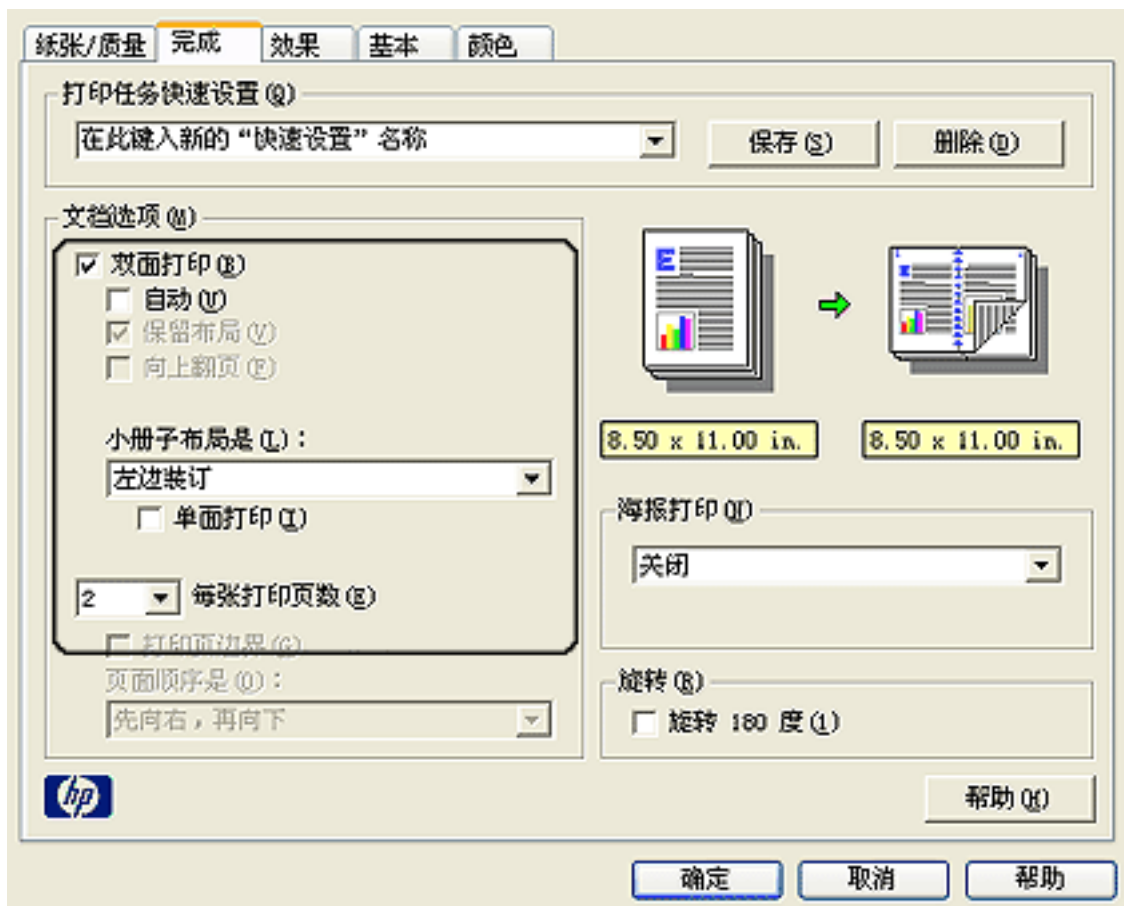 纸张/质量 完成 效果 基本 颜色
打印任务快速设置(Q)
在此键入新的“快速设置”名称
保存(S) 删除(D)
文档选项(M)
双面打印(B)
自动(U)
保留布局(V)
向上翻页(F)
小册子布局是(L)：
左边装订
单面打印(I)
2 每张打印页数(E)
打印页边界(G)
页面顺序是(O)：
先向右，再向下
E
8.50 x 11.00 in. 8.50 x 11.00 in.
海报打印(N)
关闭
旋转(R)
旋转 180 度(1)
hp
帮助(H)
确定 取消 帮助